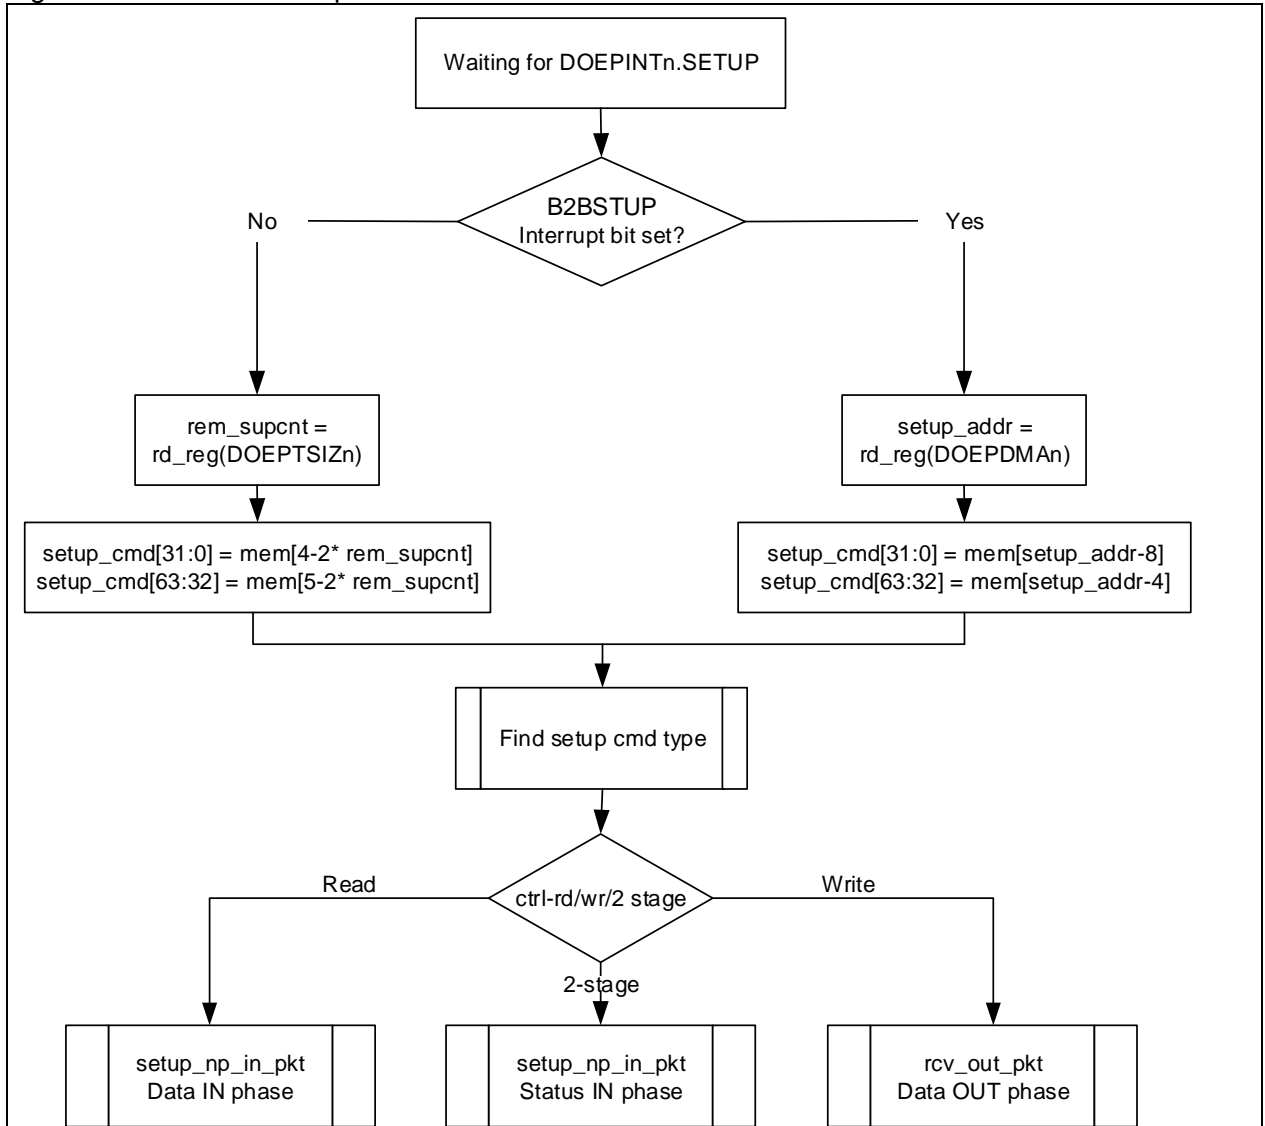 Waiting for DOEPINTn.SETUP
B2BSTUP
Interrupt bit set?
No
Yes
rem_supcnt =
rd_reg(DOEPTSIZn)
setup_addr =
rd_reg(DOEPDMAn)
setup_cmd[31:0] = mem[4-2* rem_supcnt]
setup_cmd[63:32] = mem[5-2* rem_supcnt]
setup_cmd[31:0] = mem[setup_addr-8]
setup_cmd[63:32] = mem[setup_addr-4]
Find setup cmd type
ctrl-rd/wr/2 stage
Read
Write
2-stage
setup_np_in_pkt
Data IN phase
setup_np_in_pkt
Status IN phase
rcv_out_pkt
Data OUT phase